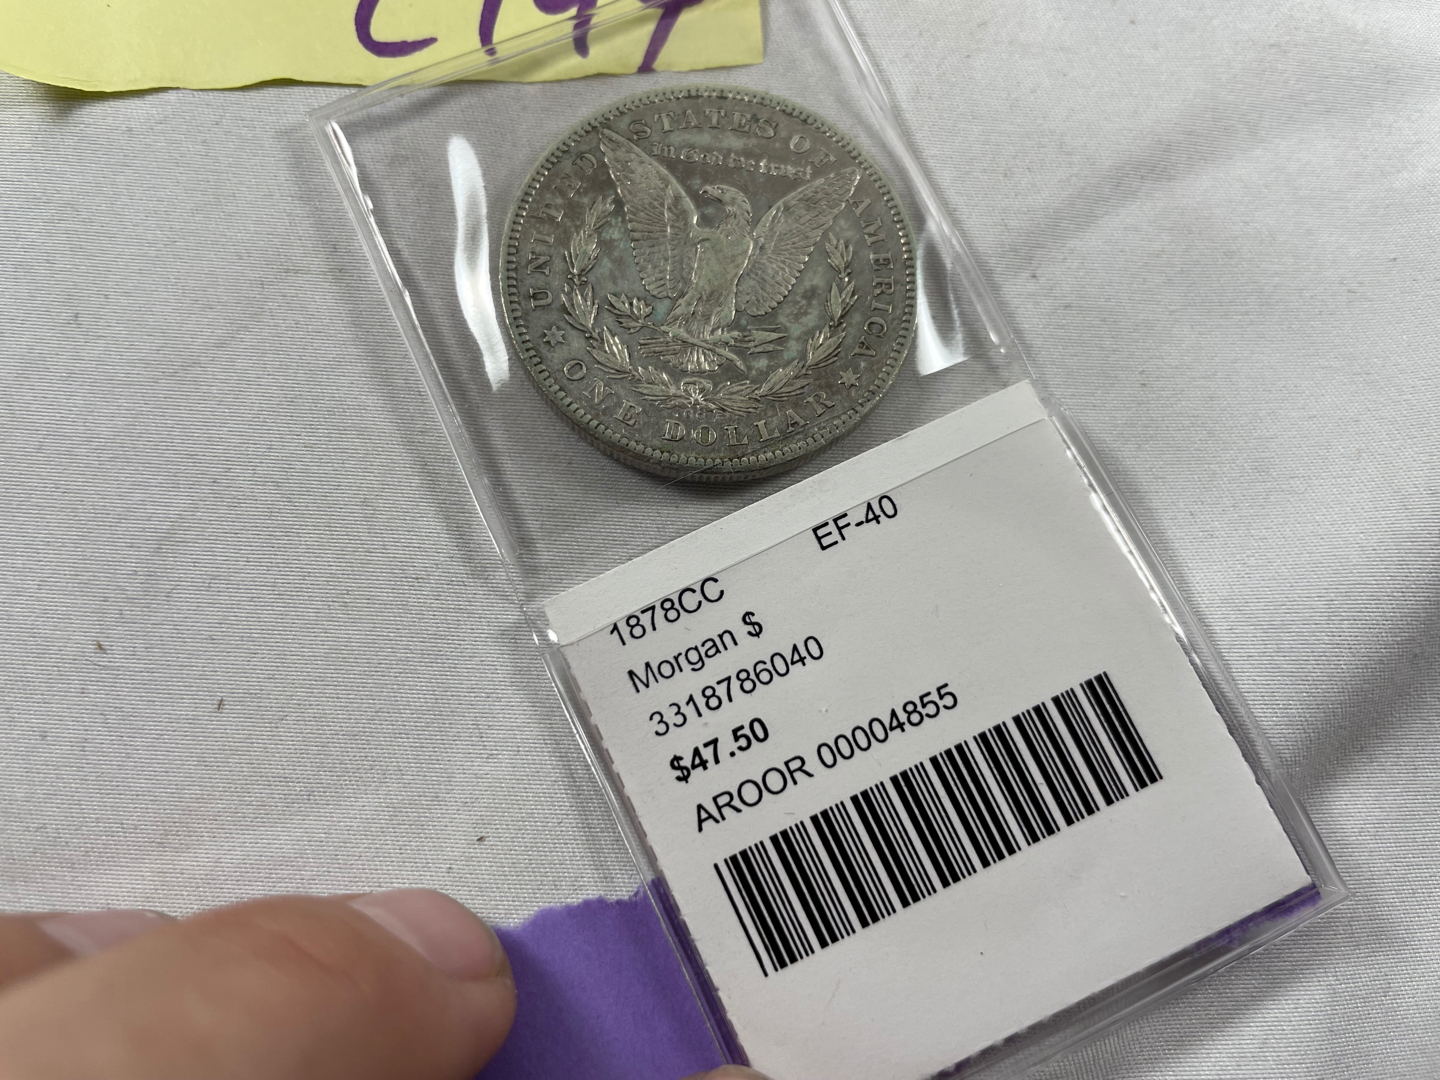 UNITED STATES OF AMERICA
In God we trust
ONE DOLLAR
EF-40
1878CC
Morgan $
3318786040
$47.50
AROOR 00004855